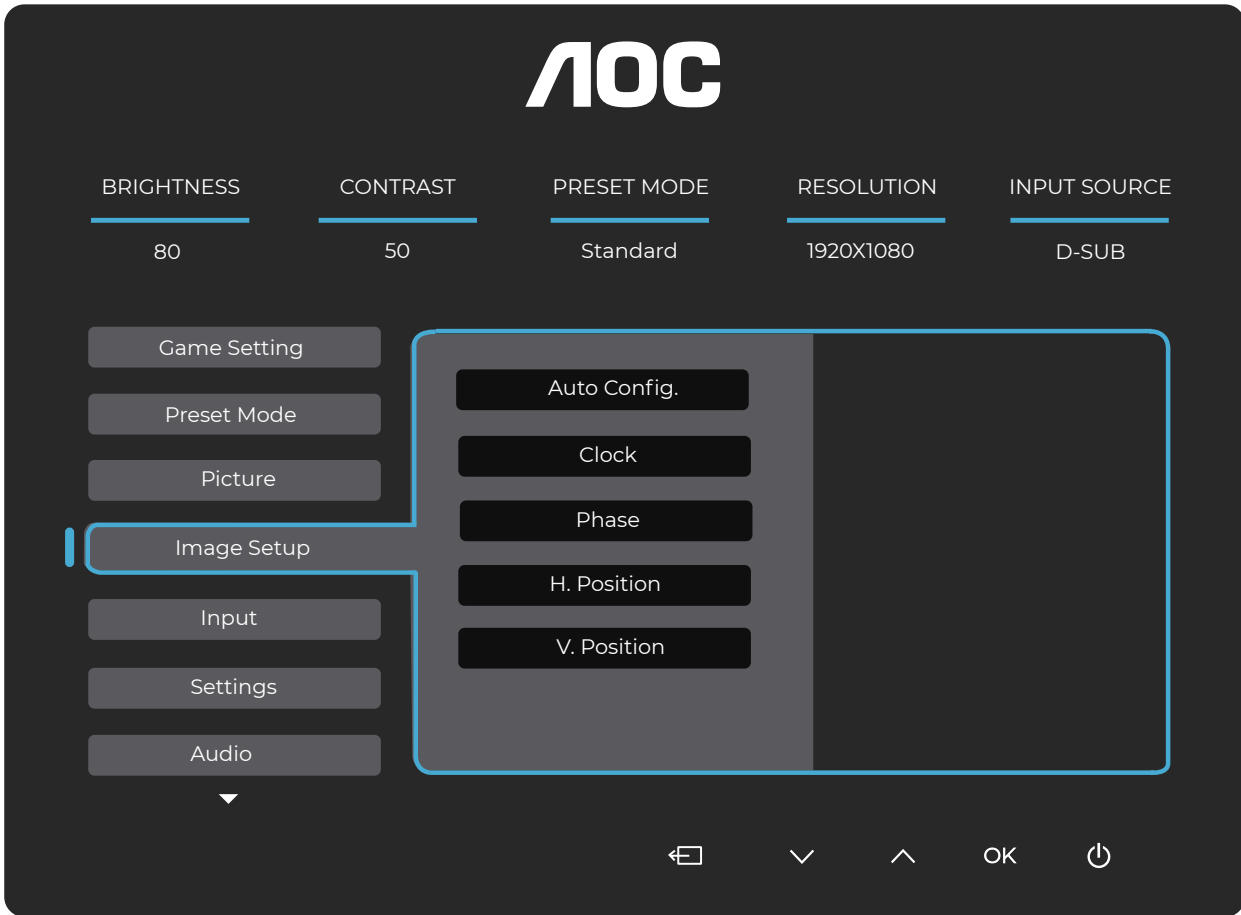 AOC
BRIGHTNESS CONTRAST PRESET MODE RESOLUTION INPUT SOURCE
80 50 Standard 1920X1080 D-SUB
Game Setting
Preset Mode
Picture
Image Setup
Input
Settings
Audio
Auto Config.
Clock
Phase
H. Position
V. Position
OK